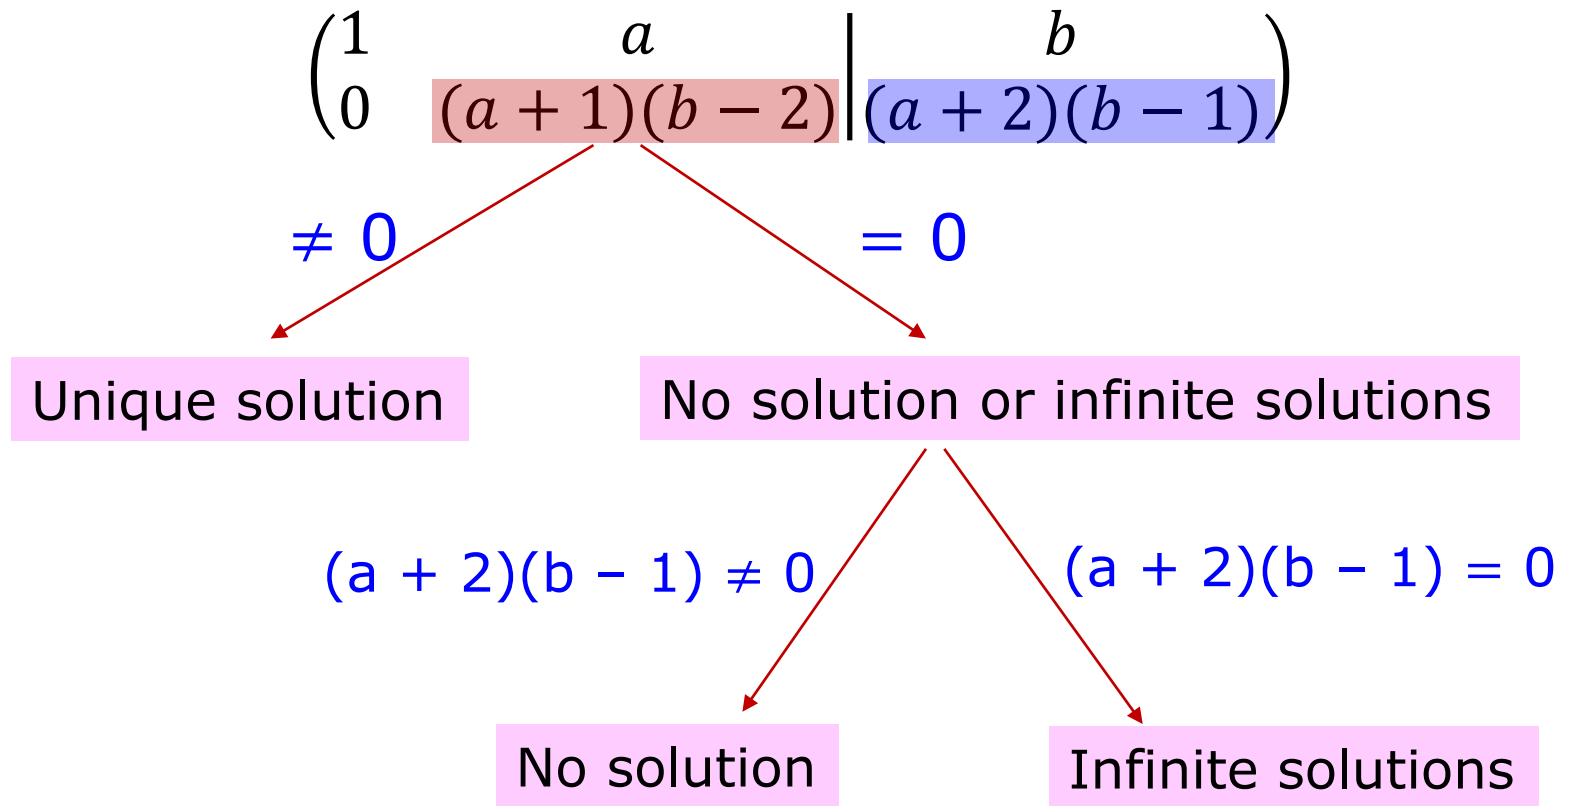 1 a b
0 (a + 1)(b − 2) (a + 2)(b − 1)
≠ 0 = 0
Unique solution No solution or infinite solutions
(a + 2)(b – 1) ≠ 0 (a + 2)(b – 1) = 0
No solution Infinite solutions